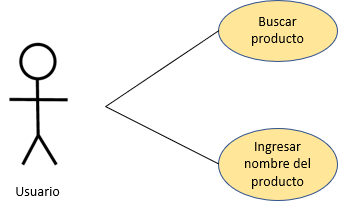 Buscar
producto
Ingresar
nombre del
producto
Usuario